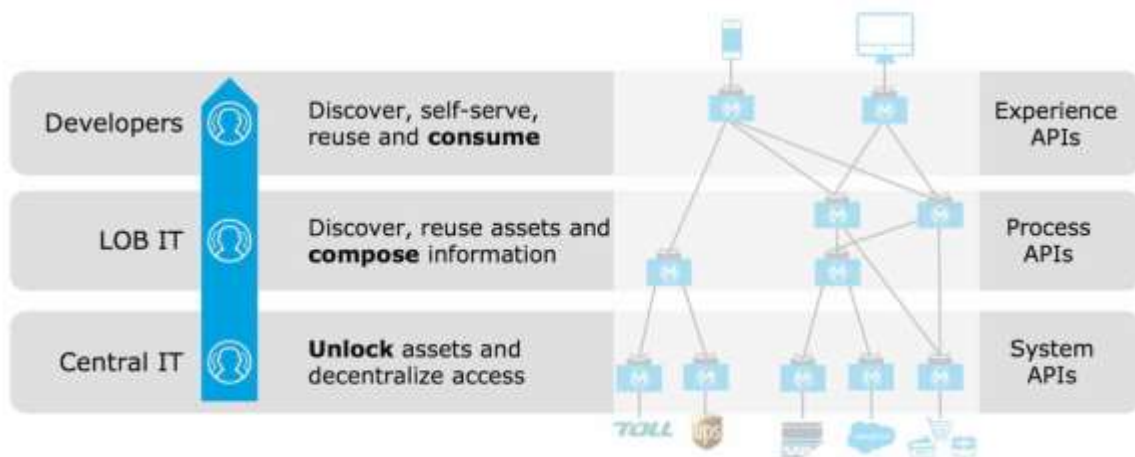 Developers
Discover, self-serve,
reuse and consume
Experience
APIs
LOB IT
Discover, reuse assets and
compose information
Process
APIs
Central IT
Unlock assets and
decentralize access
System
APIs
TOLL
ups